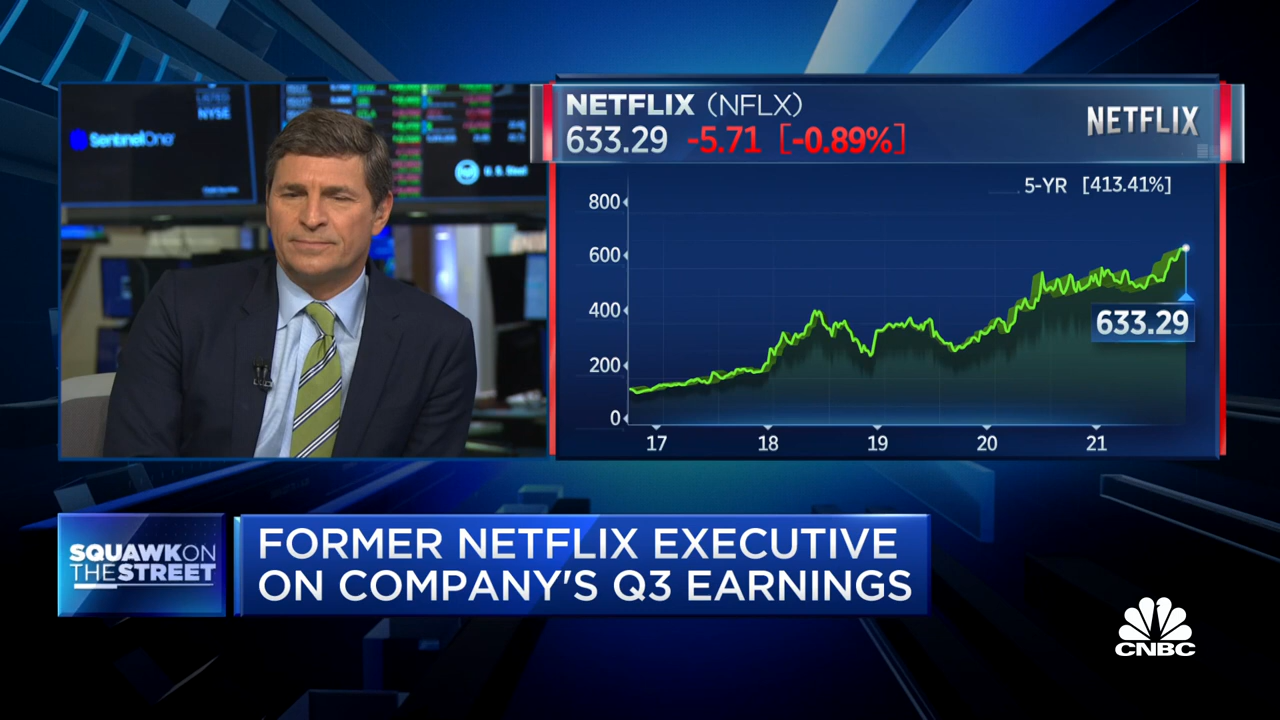 LISTED
NYSE
SentinelOne
U. S. Steel
NETFLIX (NFLX)
633.29 -5.71 [-0.89%]
NETFLIX
5-YR [413.41%]
800
600
400
200
0
633.29
17 18 19 20 21
SQUAWK ON
THE STREET
FORMER NETFLIX EXECUTIVE
ON COMPANY'S Q3 EARNINGS
CNBC